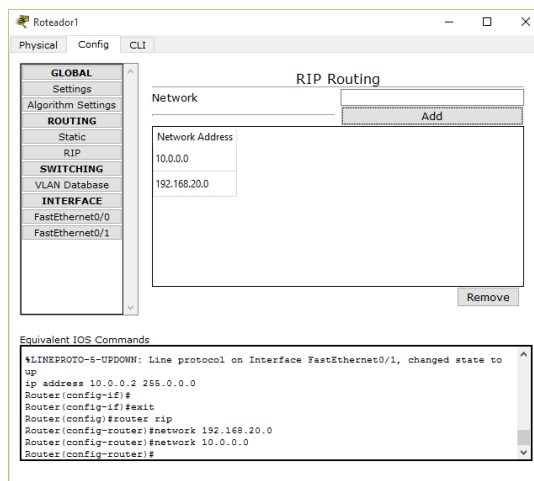 Roteador1
Physical Config CLI
GLOBAL
Settings
Algorithm Settings
ROUTING
Static
RIP
SWITCHING
VLAN Database
INTERFACE
FastEthernet0/0
FastEthernet0/1
RIP Routing
Network
Add
Network Address
10.0.0.0
192.168.20.0
Remove
Equivalent IOS Commands
%LINEPROTO-5-UPDOWN: Line protocol on Interface FastEthernet0/1, changed state to
up
ip address 10.0.0.2 255.0.0.0
Router(config-if)#
Router(config-if)#exit
Router(config)#router rip
Router(config-router)#network 192.168.20.0
Router(config-router)#network 10.0.0.0
Router(config-router)#